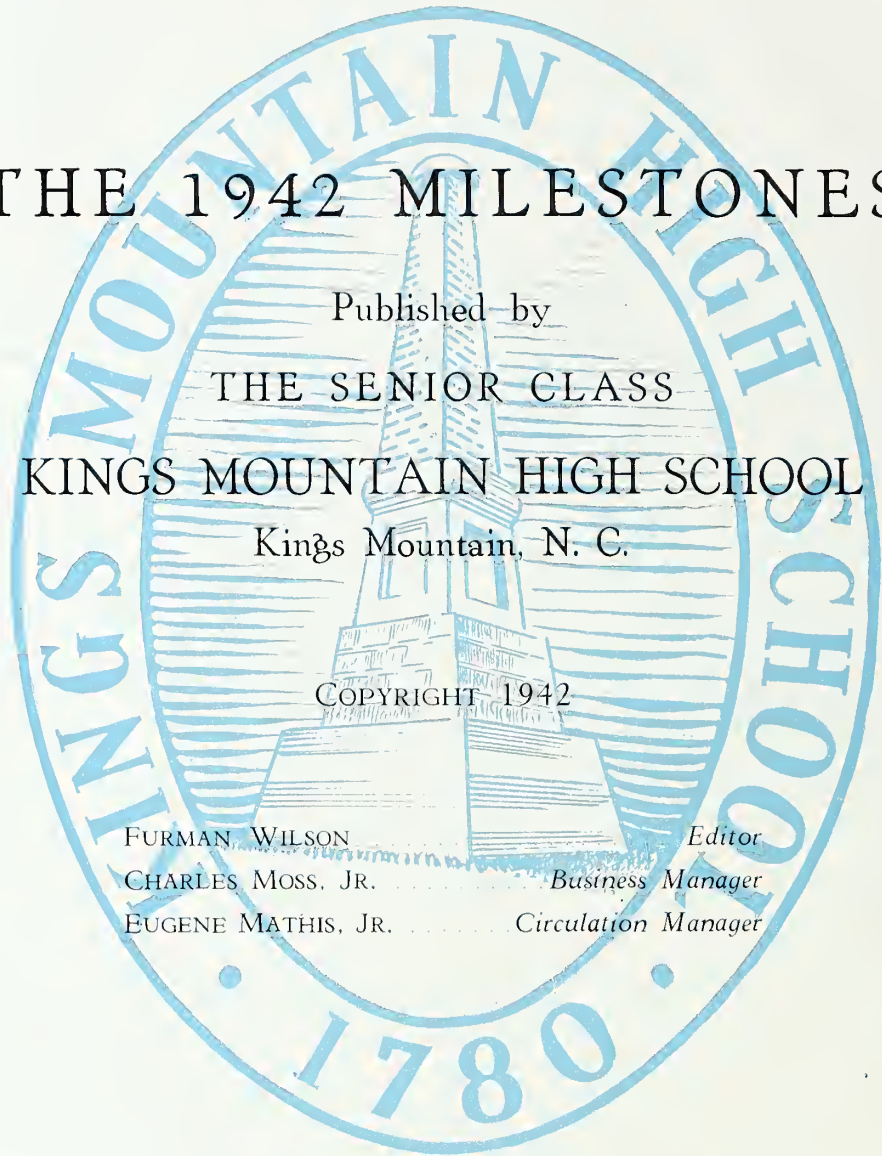 KINGS MOUNTAIN HIGH SCHOOL
THE 1942 MILESTONES
Published by
THE SENIOR CLASS
KINGS MOUNTAIN HIGH SCHOOL
Kings Mountain, N. C.
COPYRIGHT 1942
FURMAN WILSON Editor
CHARLES MOSS, JR. Business Manager
EUGENE MATHIS, JR. Circulation Manager
• 1780 •